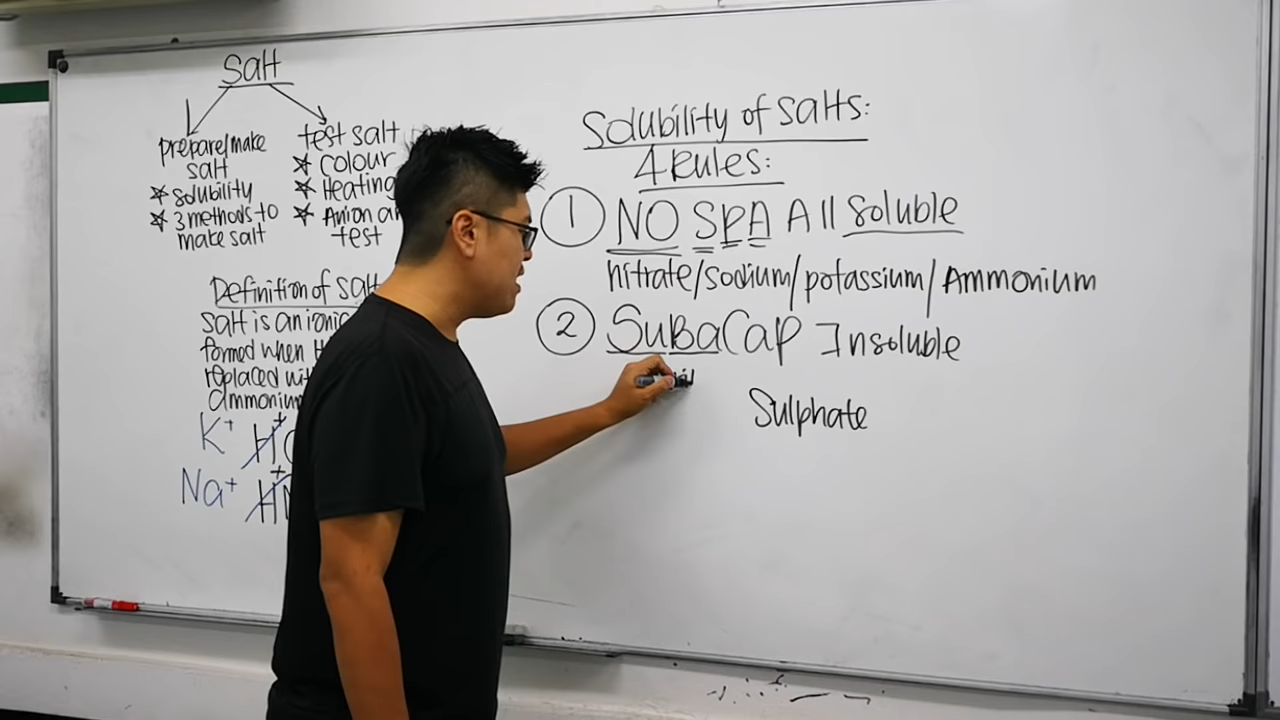 Salt
prepare/make
salt
☆ solubility
☆ 3 methods to
make salt
test salt
☆ colour
☆ Heating
☆ Anion a
test
Definition of salt
Salt is an ionic
formed when H
replaced wit
ammonium
K+ H+
Na+ H+
Solubility of Salts:
4 Rules:
① NO SPA All Soluble
nitrate/sodium/potassium/Ammonium
② SuBaCaP Insoluble
Sulphate